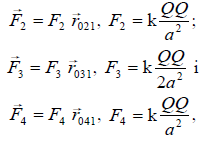 F⃗₂ = F₂ r⃗₀₂₁, F₂ = k QQ/a² ;
F⃗₃ = F₃ r⃗₀₃₁, F₃ = k QQ/2a² i
F⃗₄ = F₄ r⃗₀₄₁, F₄ = k QQ/a² ,